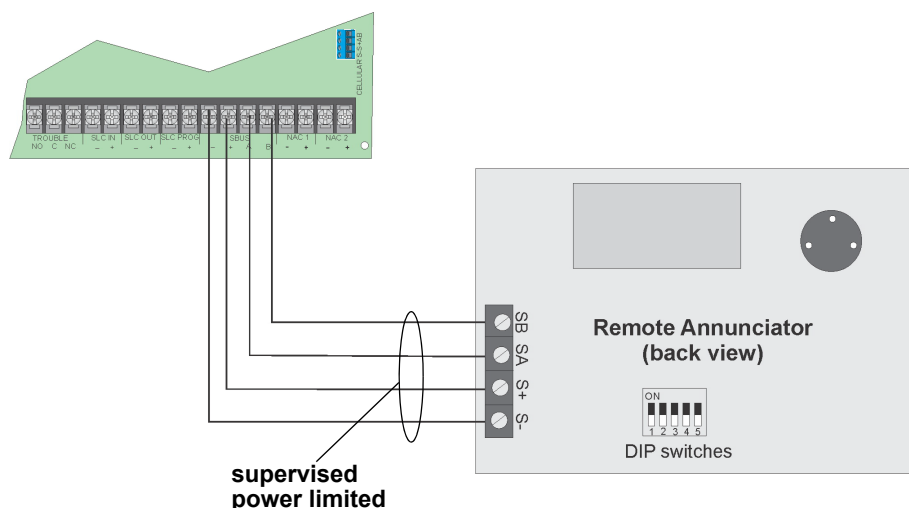 CELLULAR S-S+AB
TROUBLE SLC IN SLC OUT SLC PROG SBUS NAC 1 NAC 2
NO C NC – + – + – + – + A B - + - +
SB
SA
S+
S-
Remote Annunciator
(back view)
ON
1 2 3 4 5
DIP switches
supervised
power limited